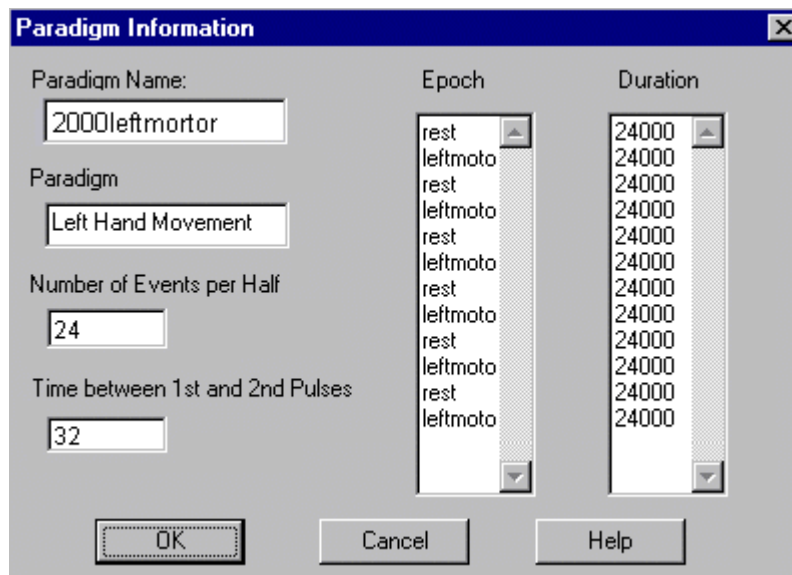 Paradigm Information
Paradigm Name:
2000leftmortor
Paradigm
Left Hand Movement
Number of Events per Half
24
Time between 1st and 2nd Pulses
32
Epoch
rest
leftmoto
rest
leftmoto
rest
leftmoto
rest
leftmoto
rest
leftmoto
rest
leftmoto
Duration
24000
24000
24000
24000
24000
24000
24000
24000
24000
24000
24000
24000
OK
Cancel
Help